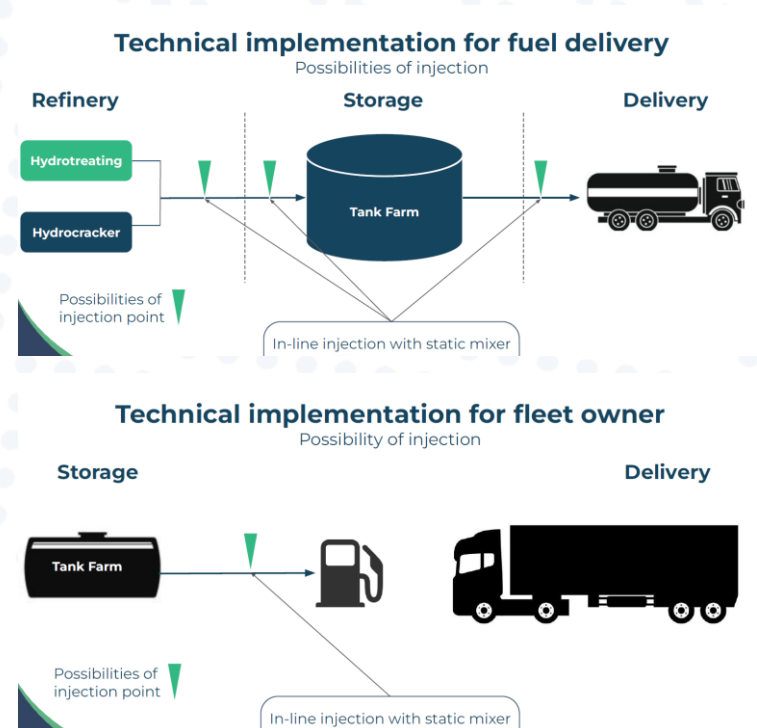 Technical implementation for fuel delivery
Possibilities of injection
Refinery
Storage
Delivery
Hydrotreating
Hydrocracker
Tank Farm
Possibilities of
injection point
In-line injection with static mixer
Technical implementation for fleet owner
Possibility of injection
Storage
Delivery
Tank Farm
Possibilities of
injection point
In-line injection with static mixer